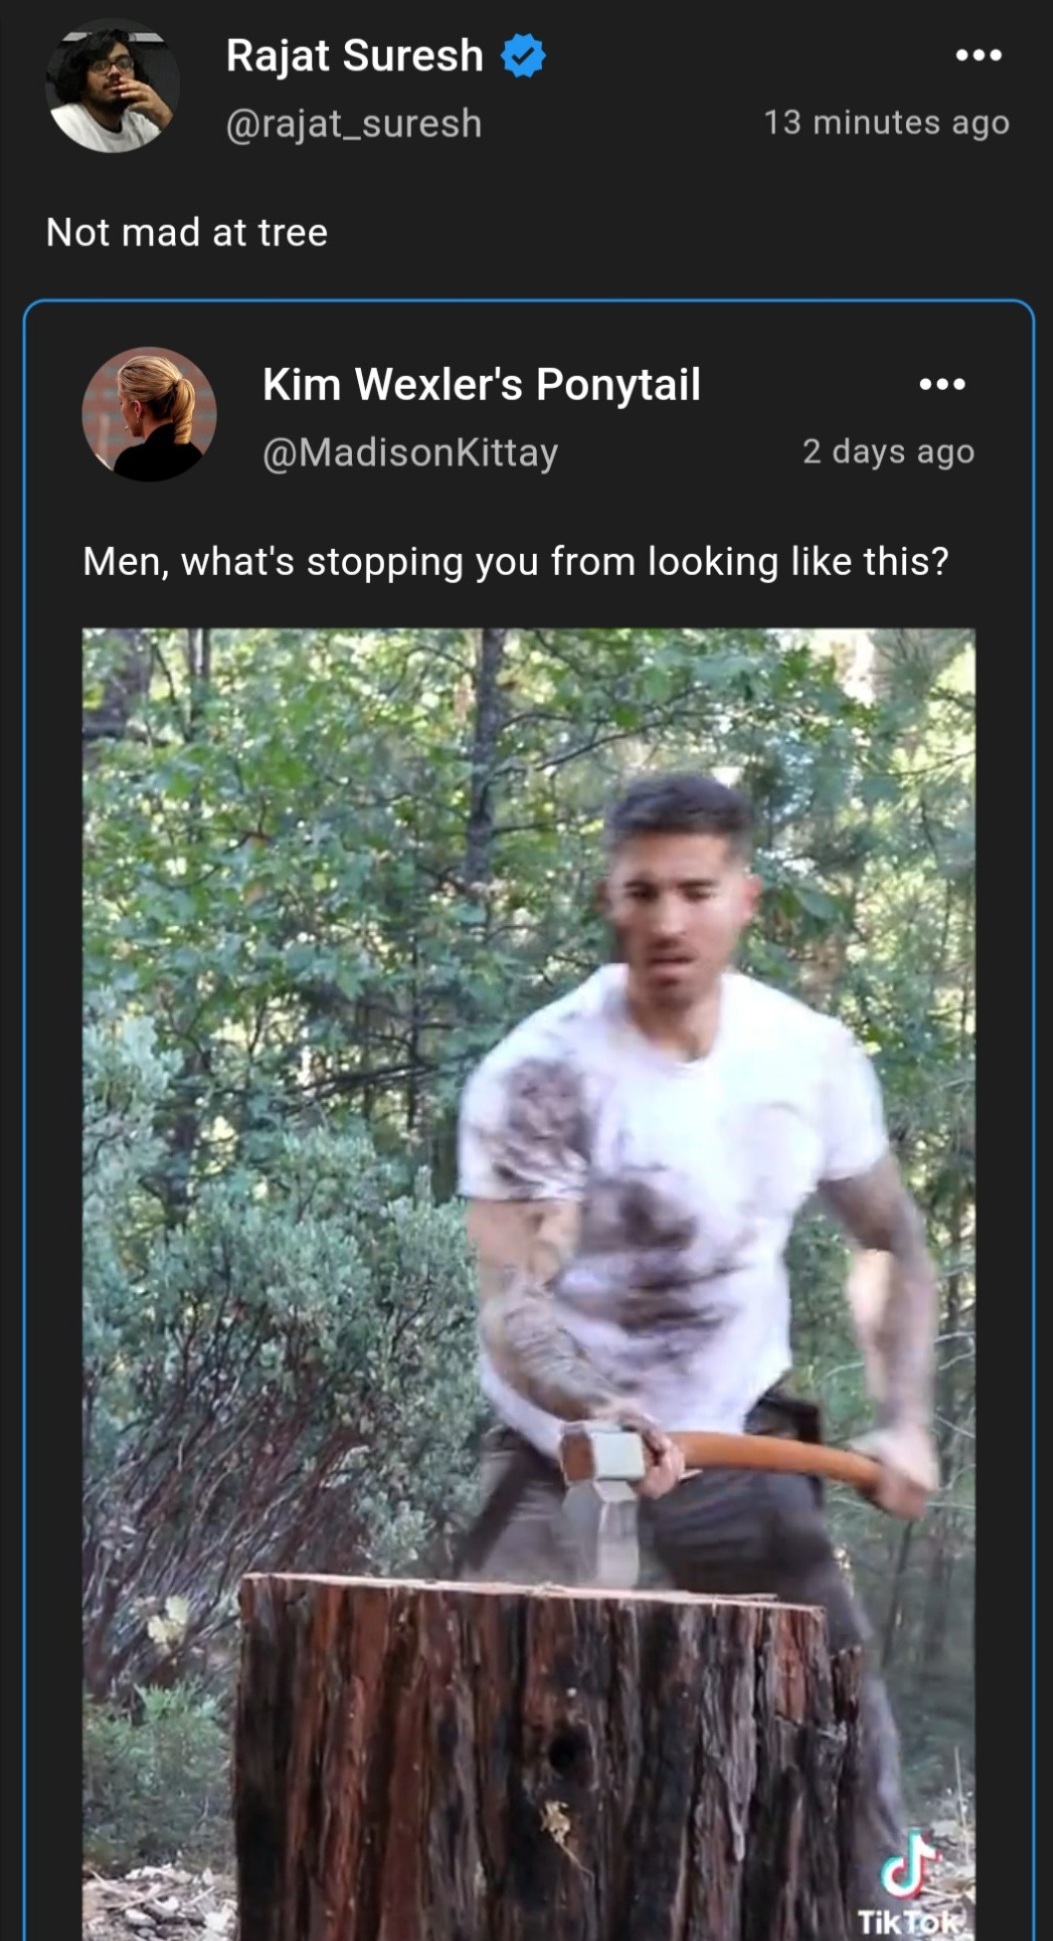 Rajat Suresh
@rajat_suresh
13 minutes ago
Not mad at tree
Kim Wexler's Ponytail
@MadisonKittay
2 days ago
Men, what's stopping you from looking like this?
TikTok